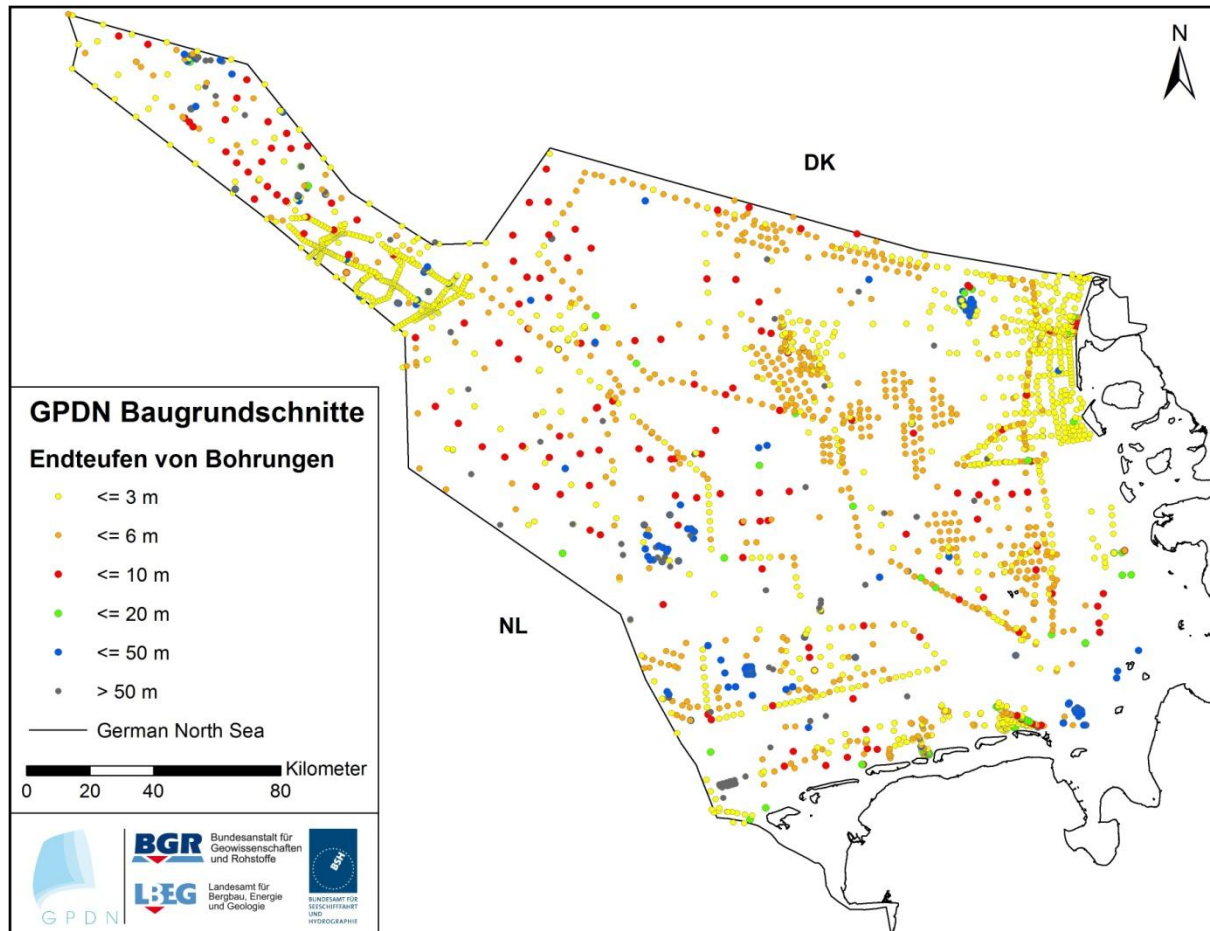 N
DK
NL
GPDN Baugrundschnitte
Endteufen von Bohrungen
<= 3 m
<= 6 m
<= 10 m
<= 20 m
<= 50 m
> 50 m
German North Sea
Kilometer
0 20 40 80
GPDN
BGR
Bundesanstalt für
Geowissenschaften
und Rohstoffe
LBEG
Landesamt für
Bergbau, Energie
und Geologie
BSH
BUNDESAMT FÜR
SEESCHIFFFAHRT
UND
HYDROGRAPHIE